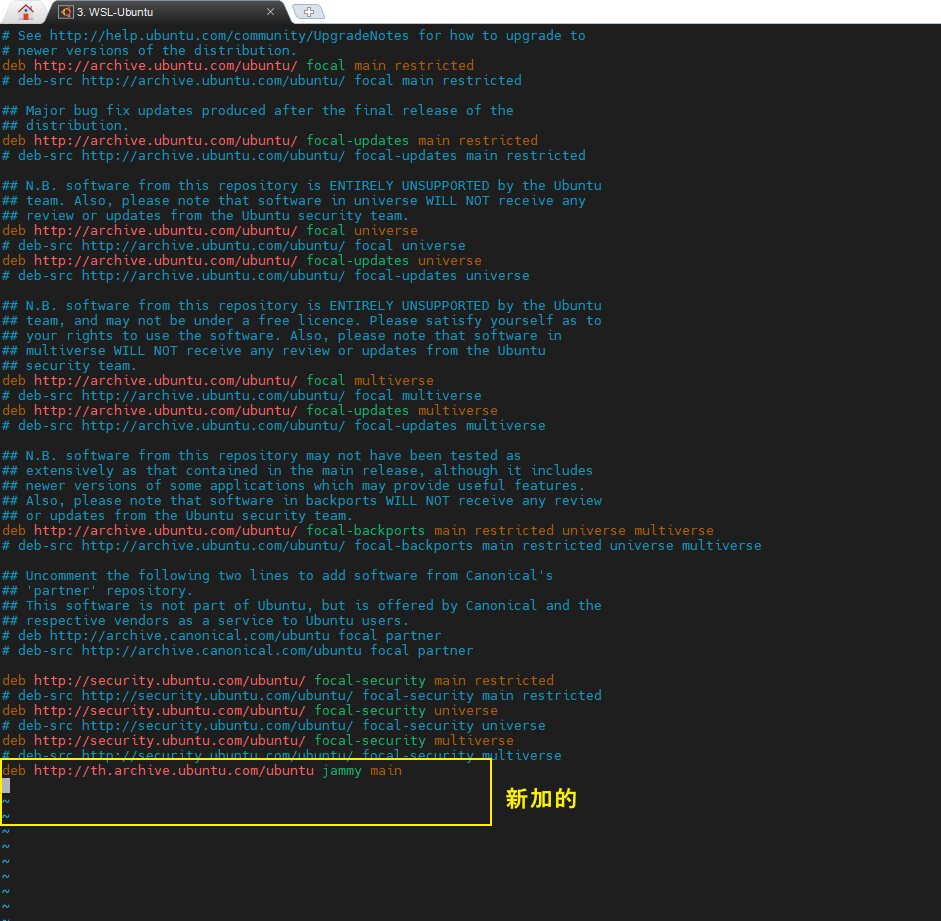 3. WSL-Ubuntu
# See http://help.ubuntu.com/community/UpgradeNotes for how to upgrade to
# newer versions of the distribution.
deb http://archive.ubuntu.com/ubuntu/ focal main restricted
# deb-src http://archive.ubuntu.com/ubuntu/ focal main restricted
## Major bug fix updates produced after the final release of the
## distribution.
deb http://archive.ubuntu.com/ubuntu/ focal-updates main restricted
# deb-src http://archive.ubuntu.com/ubuntu/ focal-updates main restricted
## N.B. software from this repository is ENTIRELY UNSUPPORTED by the Ubuntu
## team. Also, please note that software in universe WILL NOT receive any
## review or updates from the Ubuntu security team.
deb http://archive.ubuntu.com/ubuntu/ focal universe
# deb-src http://archive.ubuntu.com/ubuntu/ focal universe
deb http://archive.ubuntu.com/ubuntu/ focal-updates universe
# deb-src http://archive.ubuntu.com/ubuntu/ focal-updates universe
## N.B. software from this repository is ENTIRELY UNSUPPORTED by the Ubuntu
## team, and may not be under a free licence. Please satisfy yourself as to
## your rights to use the software. Also, please note that software in
## multiverse WILL NOT receive any review or updates from the Ubuntu
## security team.
deb http://archive.ubuntu.com/ubuntu/ focal multiverse
# deb-src http://archive.ubuntu.com/ubuntu/ focal multiverse
deb http://archive.ubuntu.com/ubuntu/ focal-updates multiverse
# deb-src http://archive.ubuntu.com/ubuntu/ focal-updates multiverse
## N.B. software from this repository may not have been tested as
## extensively as that contained in the main release, although it includes
## newer versions of some applications which may provide useful features.
## Also, please note that software in backports WILL NOT receive any review
## or updates from the Ubuntu security team.
deb http://archive.ubuntu.com/ubuntu/ focal-backports main restricted universe multiverse
# deb-src http://archive.ubuntu.com/ubuntu/ focal-backports main restricted universe multiverse
## Uncomment the following two lines to add software from Canonical's
## 'partner' repository.
## This software is not part of Ubuntu, but is offered by Canonical and the
## respective vendors as a service to Ubuntu users.
# deb http://archive.canonical.com/ubuntu focal partner
# deb-src http://archive.canonical.com/ubuntu focal partner
deb http://security.ubuntu.com/ubuntu/ focal-security main restricted
# deb-src http://security.ubuntu.com/ubuntu/ focal-security main restricted
deb http://security.ubuntu.com/ubuntu/ focal-security universe
# deb-src http://security.ubuntu.com/ubuntu/ focal-security universe
deb http://security.ubuntu.com/ubuntu/ focal-security multiverse
# deb-src http://security.ubuntu.com/ubuntu/ focal-security multiverse
deb http://th.archive.ubuntu.com/ubuntu jammy main
~
新加的
~
~
~
~
~
~
~
~